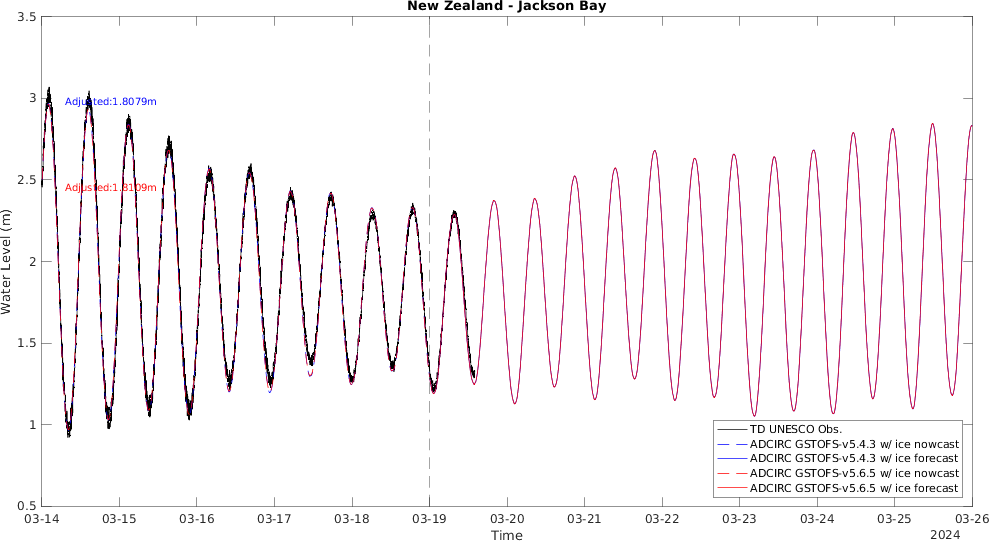 New Zealand - Jackson Bay
3.5
3
2.5
2
1.5
1
0.5
Water Level (m)
Adjusted:1.8079m
Adjusted:1.8109m
TD UNESCO Obs.
ADCIRC GSTOFS-v5.4.3 w/ ice nowcast
ADCIRC GSTOFS-v5.4.3 w/ ice forecast
ADCIRC GSTOFS-v5.6.5 w/ ice nowcast
ADCIRC GSTOFS-v5.6.5 w/ ice forecast
03-14 03-15 03-16 03-17 03-18 03-19 03-20 03-21 03-22 03-23 03-24 03-25 03-26
Time
2024